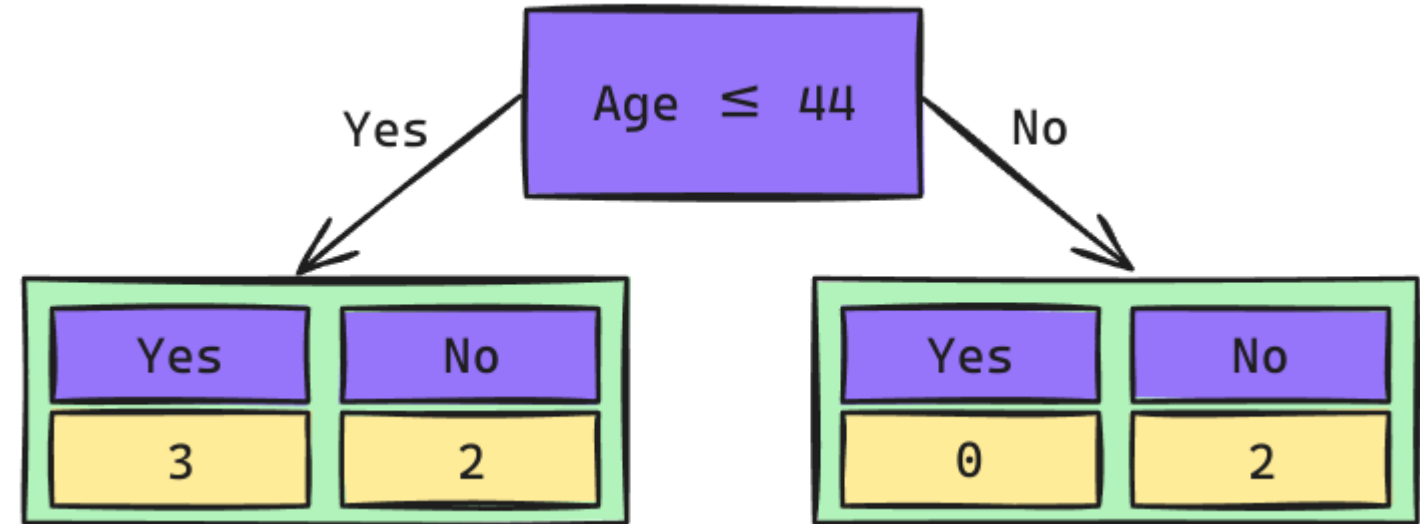 Age ≤ 44
Yes
No
Yes No
3 2
Yes No
0 2